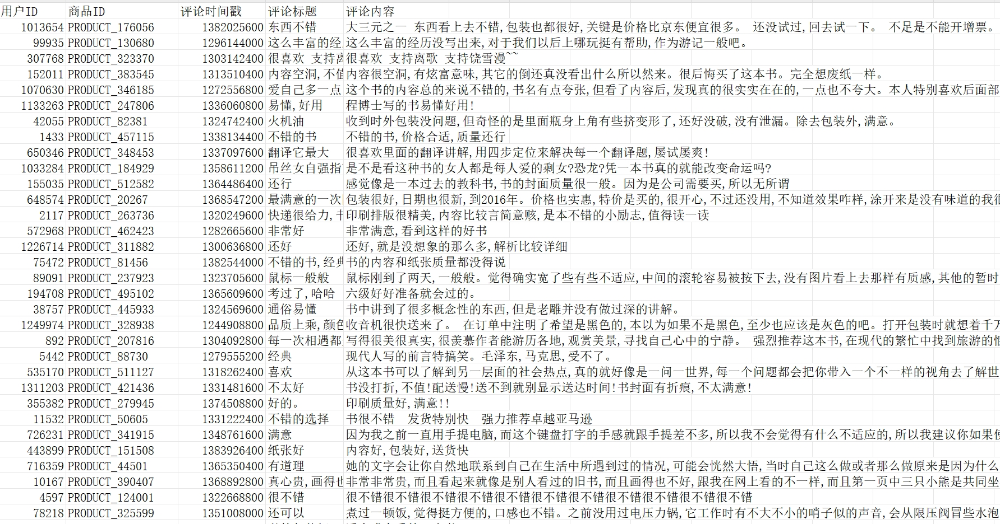 用户ID 商品ID 评论时间戳 评论标题 评论内容
1013654 PRODUCT_176056 1382025600 东西不错 大三元之一 东西看上去不错,包装也都很好,关键是价格比京东便宜很多。 还没试过,回去试一下。 不足是不能开增票。
99935 PRODUCT_130680 1296144000 这么丰富的经 这么丰富的经历没写出来,对于我们以后上哪玩挺有帮助,作为游记一般吧。
307768 PRODUCT_323370 1303142400 很喜欢 支持离 很喜欢 支持离歌 支持饶雪漫~~
152011 PRODUCT_383545 1313510400 内容空洞,不值 内容很空洞,有炫富意味,其它的倒还真没看出什么所以然来。很后悔买了这本书。完全想废纸一样。
1070630 PRODUCT_346185 1272556800 爱自己多一点 这个书的内容总的来说不错的,书名有点夸张,但看了内容后,发现真的很实实在在的,一点也不夸大。本人特别喜欢后面部
1133263 PRODUCT_247806 1336060800 易懂,好用 程博士写的书易懂好用!
42055 PRODUCT_82381 1324742400 火机油 收到时外包装没问题,但奇怪的是里面瓶身上角有些挤变形了,还好没破,没有泄漏。除去包装外,满意。
1433 PRODUCT_457115 1338134400 不错的书 不错的书,价格合适,质量还行
650346 PRODUCT_348453 1337097600 翻译它最大 很喜欢里面的翻译讲解,用四步定位来解决每一个翻译题,屡试屡爽!
1033284 PRODUCT_184929 1358611200 吊丝女自强指 是不是看这种书的女人都是每人爱的剩女?恐龙?凭一本书真的就能改变命运吗?
155035 PRODUCT_512582 1364486400 还行 感觉像是一本过去的教科书,书的封面质量很一般。因为是公司需要买,所以无所谓
648574 PRODUCT_20267 1368547200 最满意的一次 包装很好,日期也很新,到2016年。价格也实惠,特价是买的,很开心,不过还没用,不知道效果咋样,涂开来是没有味道的我很
2117 PRODUCT_263736 1320249600 快递很给力,书 印刷排版很精美,内容比较言简意赅,是本不错的小励志,值得读一读
572968 PRODUCT_462423 1282665600 非常好 非常满意,看到这样的好书
1226714 PRODUCT_311882 1300636800 还好 还好,就是没想象的那么多,解析比较详细
75472 PRODUCT_81456 1382544000 不错的书,经典 书的内容和纸张质量都没得说
89091 PRODUCT_237923 1323705600 鼠标一般般 鼠标刚到了两天,一般般。觉得确实宽了些有些不适应,中间的滚轮容易被按下去,没有图片看上去那样有质感,其他的暂时
194708 PRODUCT_495102 1365609600 考过了,哈哈 六级好好准备就会过的。
38757 PRODUCT_445933 1324569600 通俗易懂 书中讲到了很多概念性的东西,但是老雕并没有做过深的讲解。
1249974 PRODUCT_328938 1244908800 品质上乘,颜色 收音机很快送来了。 在订单中注明了希望是黑色的,本以为如果不是黑色,至少也应该是灰色的吧。打开包装时就想着千万
892 PRODUCT_207816 1304092800 每一次相遇都 写得很美很真实,很羡慕作者能游历各地,观赏美景,寻找自己心中的宁静。 强烈推荐这本书,在现代的繁忙中找到旅游的惬
5442 PRODUCT_88730 1279555200 经典 现代人写的前言特搞笑。毛泽东,马克思,受不了。
535170 PRODUCT_511127 1318262400 喜欢 从这本书可以了解到另一层面的社会热点,真的就好像是一问一世界,每一个问题都会把你带入一个不一样的视角去了解世
1311203 PRODUCT_421436 1331481600 不太好 书没打折,不值!配送慢!送不到就别显示送达时间!书封面有折痕,不太满意!
355382 PRODUCT_279945 1374508800 好的。 印刷质量好,满意!!
11532 PRODUCT_50605 1331222400 不错的选择 书很不错 发货特别快 强力推荐卓越亚马逊
726231 PRODUCT_341915 1348761600 满意 因为我之前一直用手提电脑,而这个键盘打字的手感就跟手提差不多,所以我不会觉得有什么不适应的,所以我建议你如果使
443899 PRODUCT_151508 1383926400 纸张好 内容好,包装好,送货快
716359 PRODUCT_44501 1365350400 有道理 她的文字会让你自然地联系到自己在生活中所遇到过的情况,可能会恍然大悟,当时自己这么做或者那么做原来是因为什么
10167 PRODUCT_390407 1368892800 真心贵,画得也 非常非常贵,而且看起来就像是别人看过的旧书,而且画得也不好,跟我在网上看的不一样,而且第一页中三只小熊是共同坐
4597 PRODUCT_124001 1322668800 很不错 很不错很不错很不错很不错很不错很不错很不错很不错很不错很不错很不错
78218 PRODUCT_325599 1351008000 还可以 煮过一顿饭,觉得挺方便的,口感也不错。之前没用过电压力锅,它工作时有不大不小的哨子似的声音,会从限压阀冒些水泡